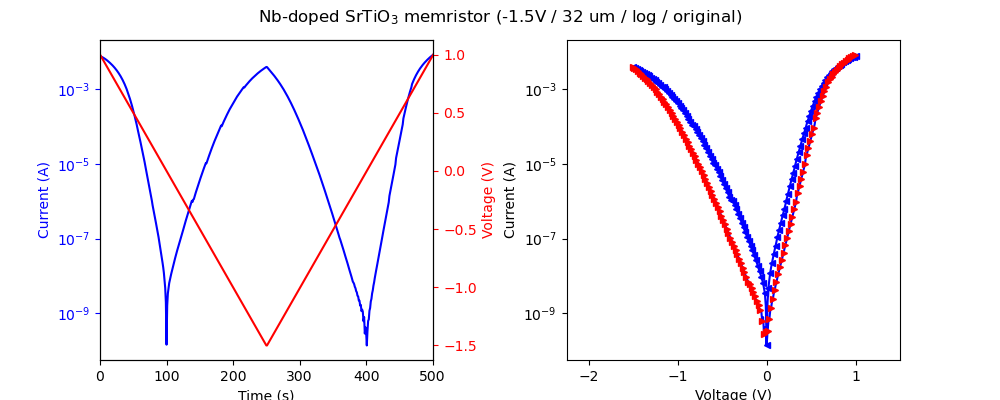 Nb-doped SrTiO₃ memristor (-1.5V / 32 um / log / original)
Current (A)
10⁻³
10⁻⁵
10⁻⁷
10⁻⁹
0 100 200 300 400 500
Time (s)
1.0
0.5
0.0
−0.5
−1.0
−1.5
Voltage (V)
Current (A)
10⁻³
10⁻⁵
10⁻⁷
10⁻⁹
−2 −1 0 1
Voltage (V)